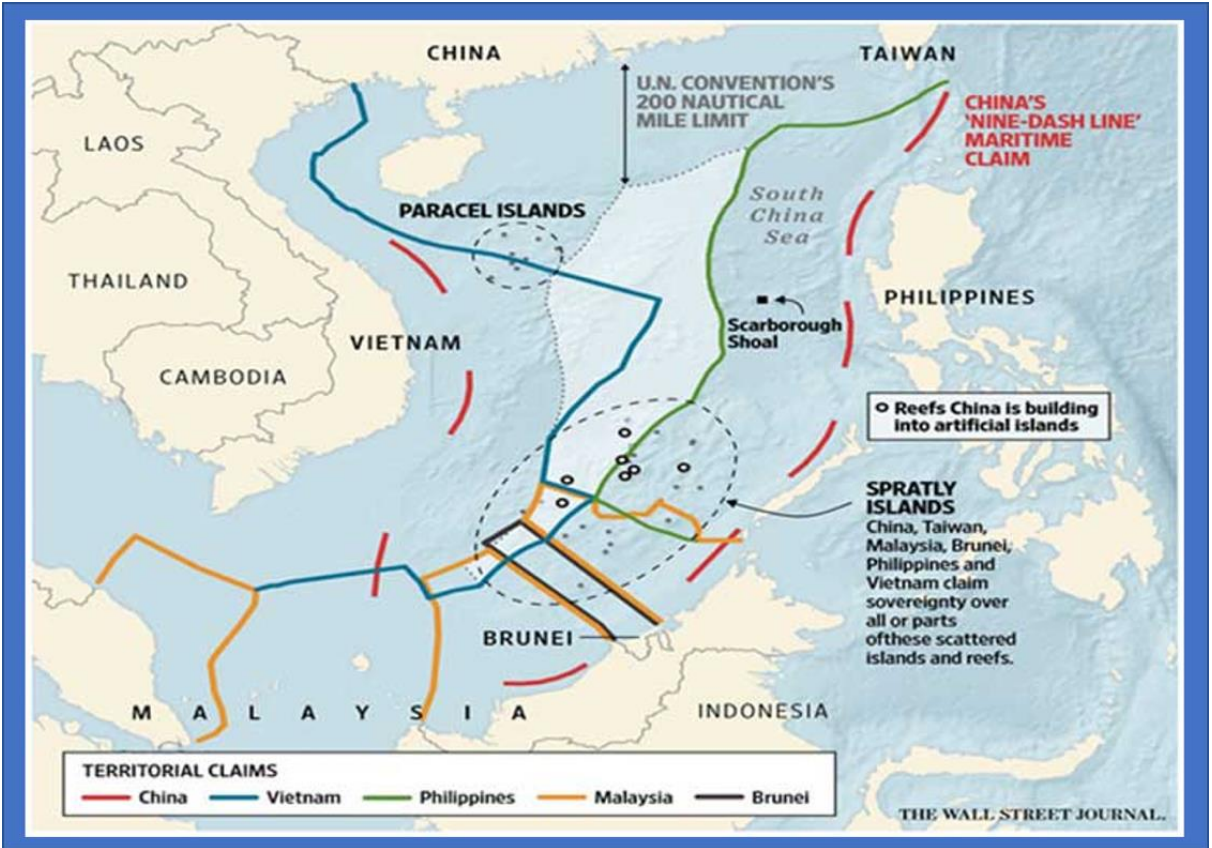 CHINA
TAIWAN
U.N. CONVENTION'S
200 NAUTICAL
MILE LIMIT
CHINA'S
'NINE-DASH LINE'
MARITIME
CLAIM
LAOS
PARACEL ISLANDS
South
China
Sea
THAILAND
PHILIPPINES
Scarborough
Shoal
VIETNAM
CAMBODIA
Reefs China is building
into artificial islands
SPRATLY
ISLANDS
China, Taiwan,
Malaysia, Brunei,
Philippines and
Vietnam claim
sovereignty over
all or parts
ofthese scattered
islands and reefs.
BRUNEI
MALAYSIA
INDONESIA
TERRITORIAL CLAIMS
China Vietnam Philippines Malaysia Brunei
THE WALL STREET JOURNAL.